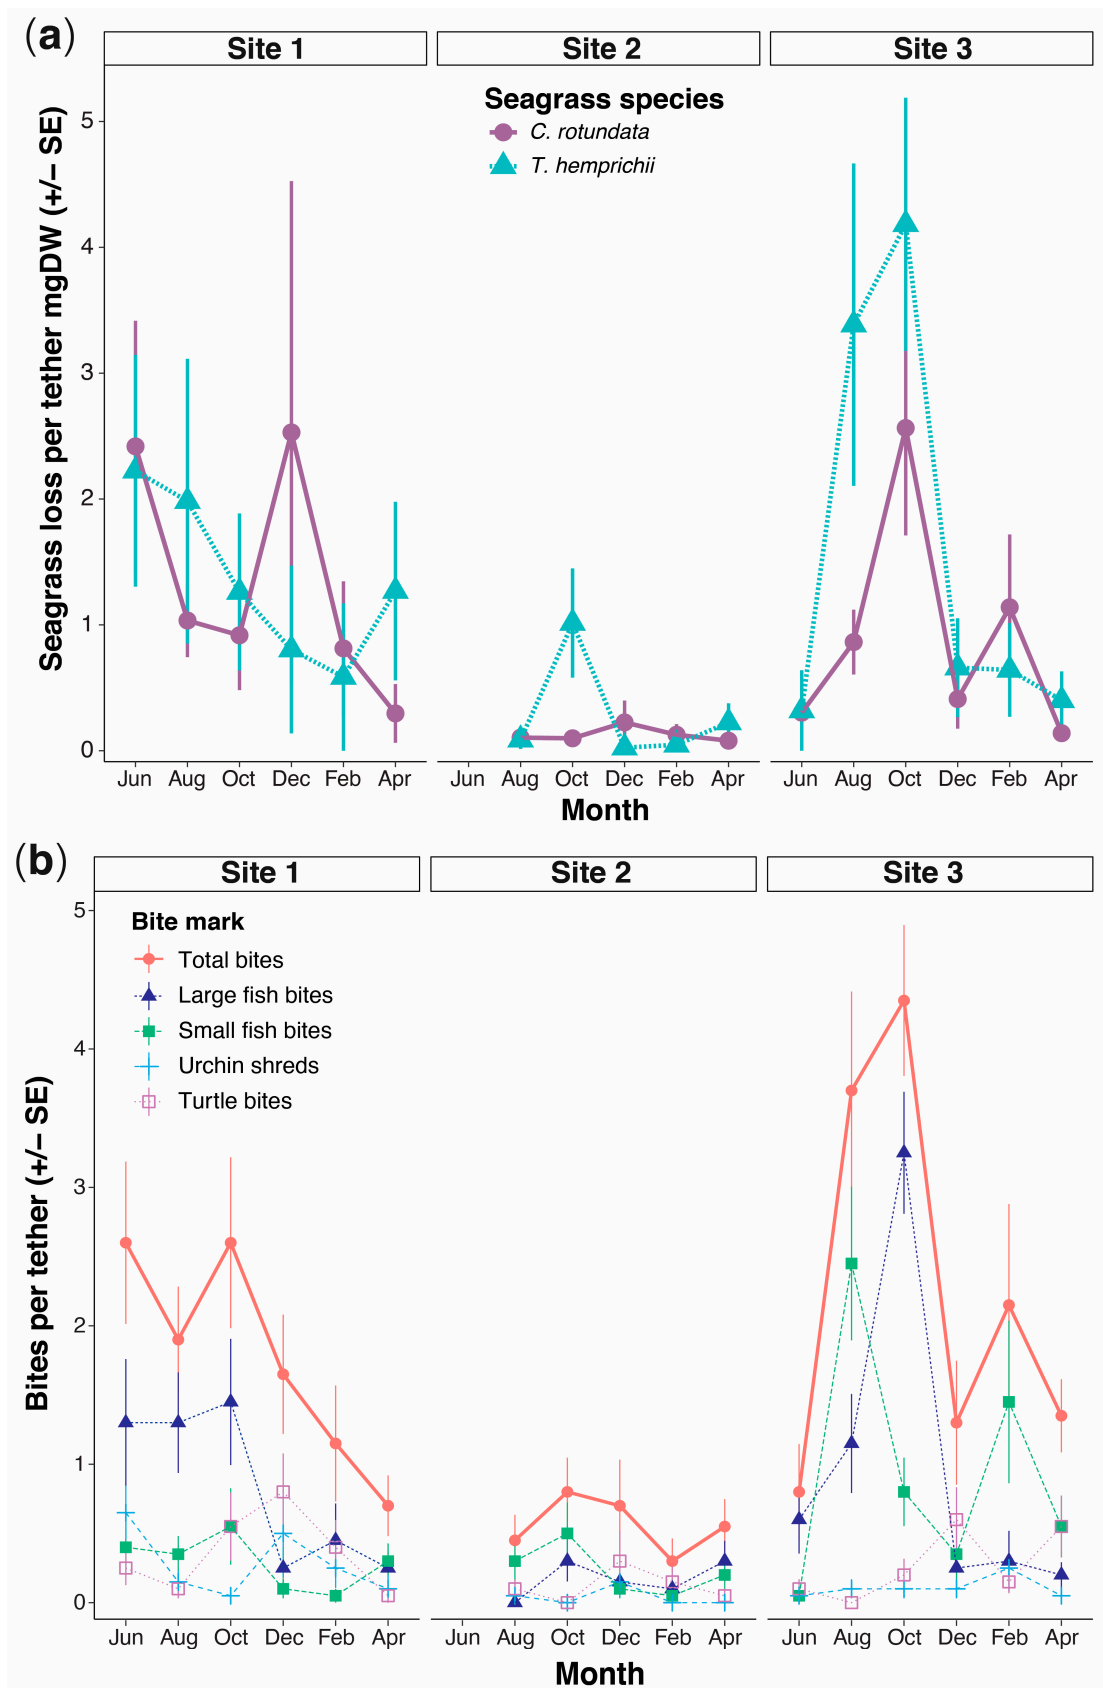 (a)
Site 1 Site 2 Site 3
Seagrass loss per tether mgDW (+/− SE)
5
4
3
2
1
0
Seagrass species
C. rotundata
T. hemprichii
Jun Aug Oct Dec Feb Apr Jun Aug Oct Dec Feb Apr Jun Aug Oct Dec Feb Apr
Month
(b)
Site 1 Site 2 Site 3
Bites per tether (+/− SE)
5
4
3
2
1
0
Bite mark
Total bites
Large fish bites
Small fish bites
Urchin shreds
Turtle bites
Jun Aug Oct Dec Feb Apr Jun Aug Oct Dec Feb Apr Jun Aug Oct Dec Feb Apr
Month